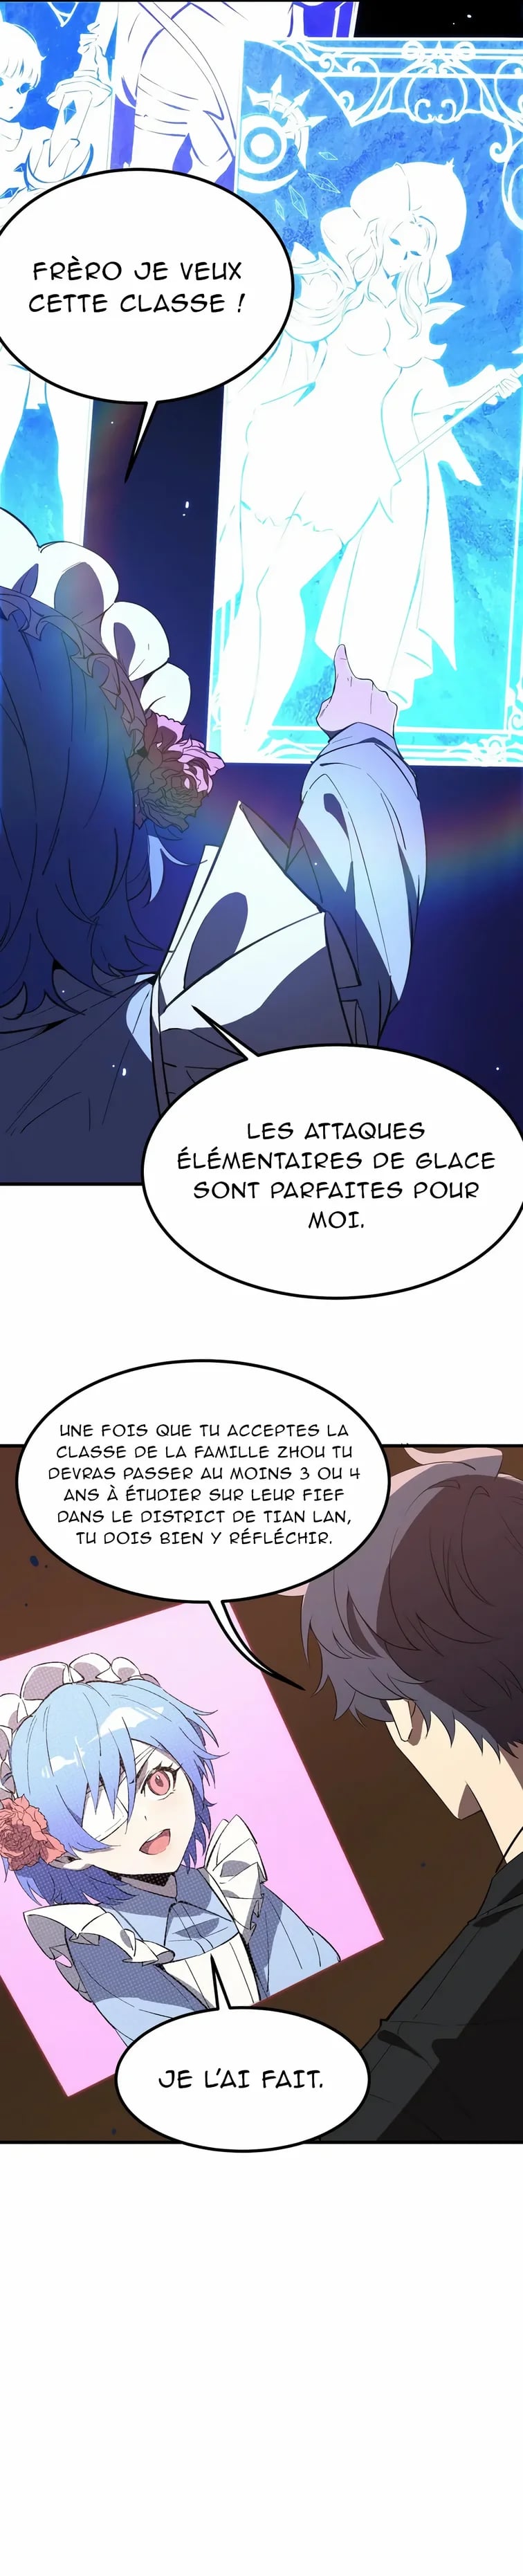 FRÈRO JE VEUX
CETTE CLASSE !
LES ATTAQUES
ÉLÉMENTAIRES DE GLACE
SONT PARFAITES POUR
MOI.
UNE FOIS QUE TU ACCEPTES LA
CLASSE DE LA FAMILLE ZHOU TU
DEVRAS PASSER AU MOINS 3 OU 4
ANS À ÉTUDIER SUR LEUR FIEF
DANS LE DISTRICT DE TIAN LAN,
TU DOIS BIEN Y RÉFLÉCHIR.
JE L'AI FAIT.